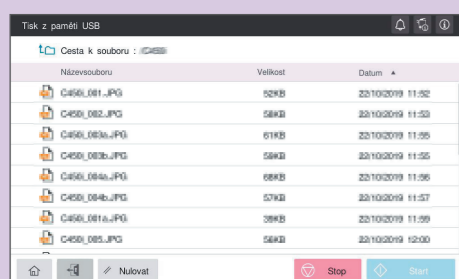 Tisk z paměti USB
Cesta k souboru : C450i
Názevsouboru Velikost Datum ▲
C450i_001.JPG 52KB 22/10/2019 11:52
C450i_002.JPG 58KB 22/10/2019 11:53
C450i_003a.JPG 61KB 22/10/2019 11:55
C450i_003b.JPG 59KB 22/10/2019 11:55
C450i_004a.JPG 68KB 22/10/2019 11:56
C450i_004b.JPG 57KB 22/10/2019 11:57
C450i_001a.JPG 39KB 22/10/2019 11:59
C450i_005.JPG 56KB 22/10/2019 12:00
Nulovat Stop Start